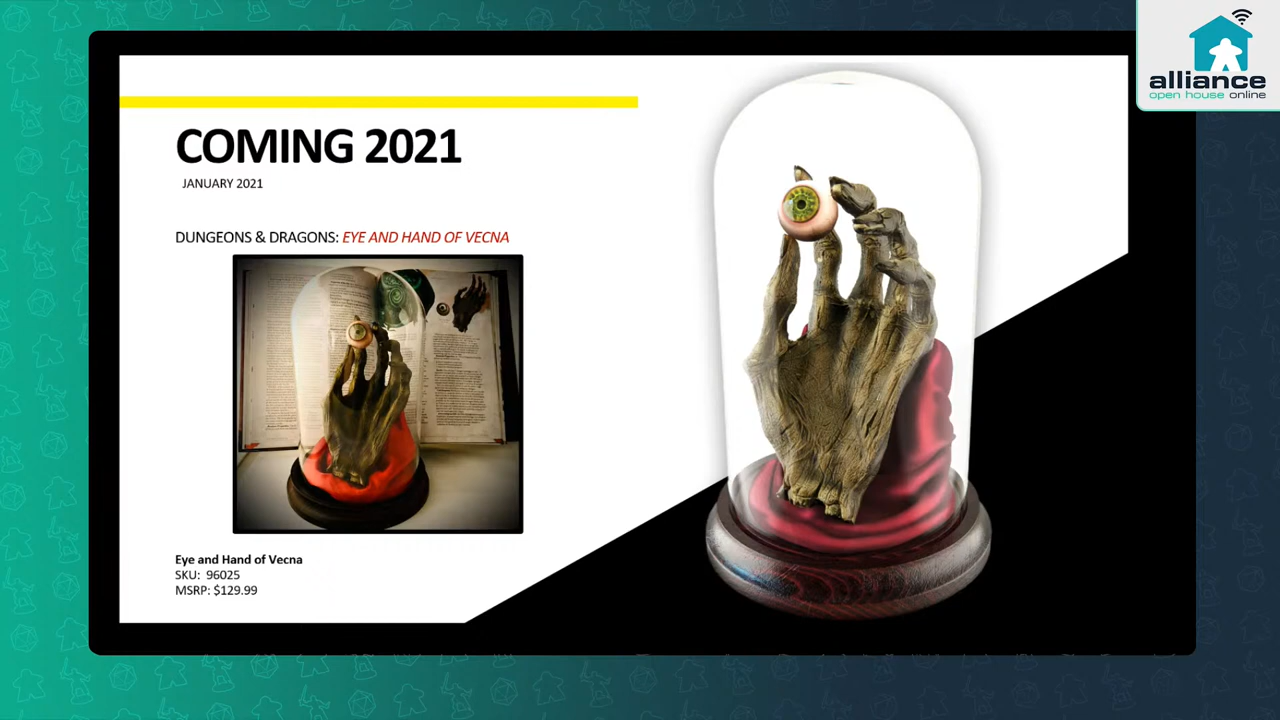 alliance
open house online
COMING 2021
JANUARY 2021
DUNGEONS & DRAGONS: EYE AND HAND OF VECNA
Eye and Hand of Vecna
SKU: 96025
MSRP: $129.99